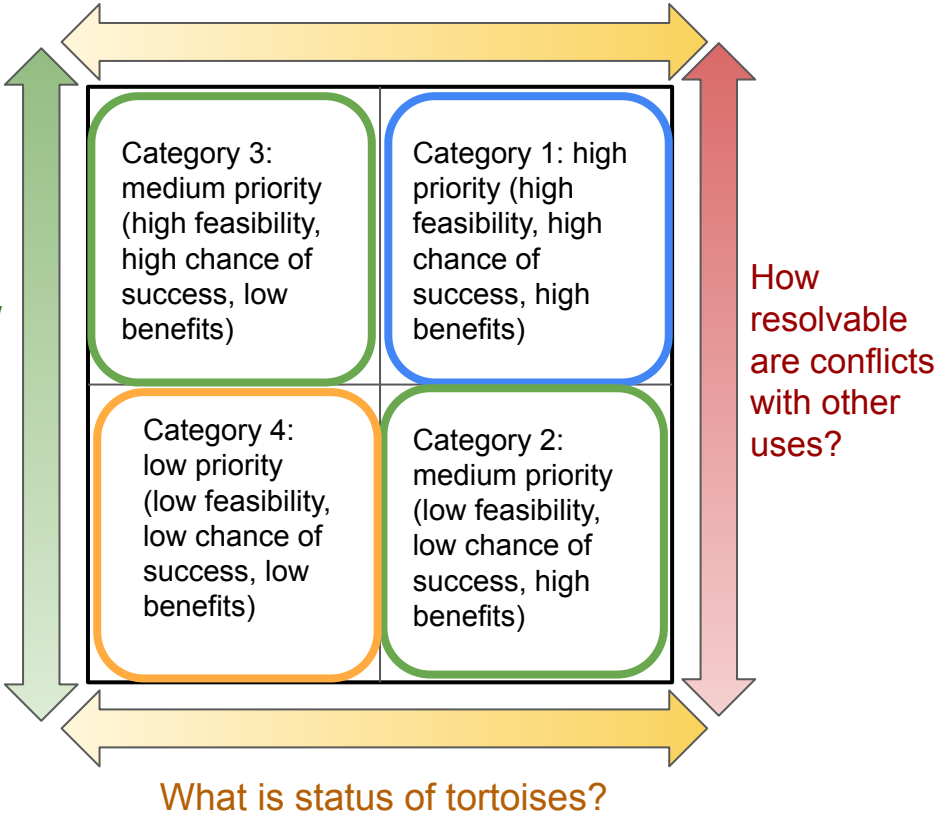 Category 3:
medium priority
(high feasibility,
high chance of
success, low
benefits)
Category 1: high
priority (high
feasibility, high
chance of
success, high
benefits)
How
resolvable
are conflicts
with other
uses?
Category 4:
low priority
(low feasibility,
low chance of
success, low
benefits)
Category 2:
medium priority
(low feasibility,
low chance of
success, high
benefits)
What is status of tortoises?